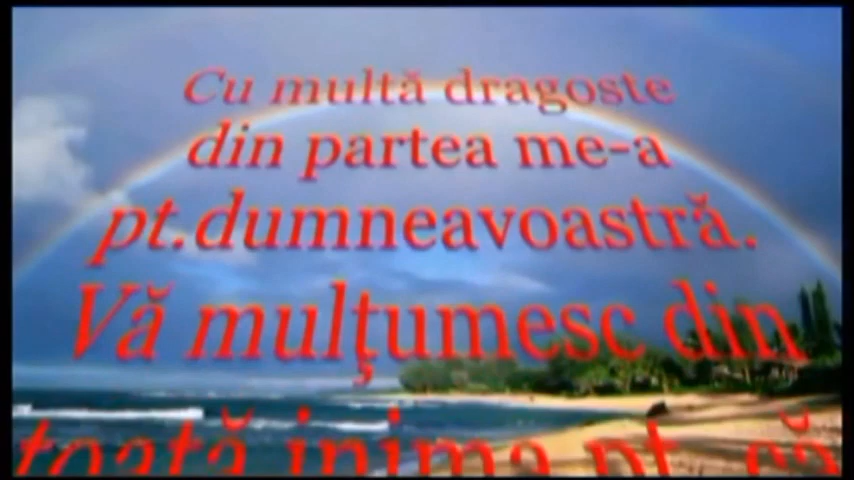 Cu multă dragoste
din partea me-a
pt.dumneavoastră.
Vă mulţumesc din
toată inima pt. că